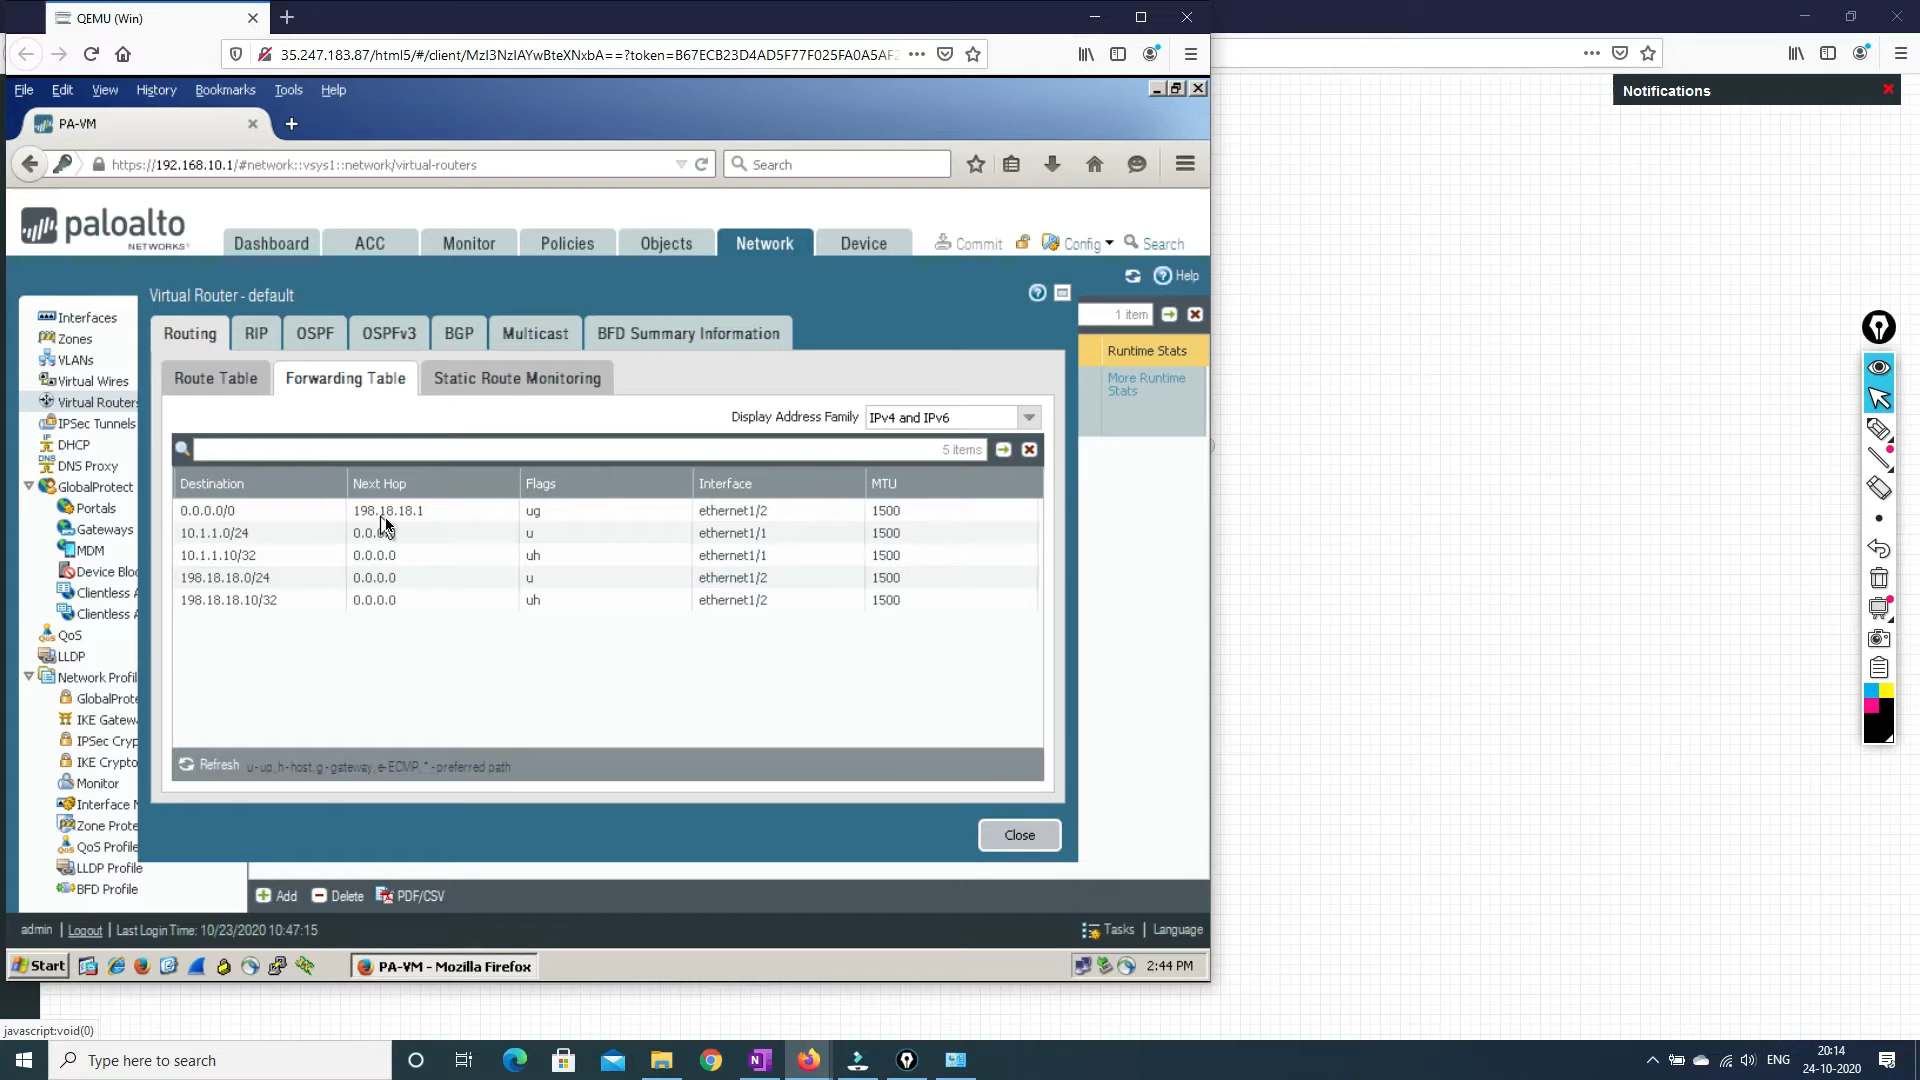 QEMU (Win)
35.247.183.87/html5/#/client/MzI3NzIAYwBteXNxbA==?token=B67ECB23D4AD5F77F025FA0A5AF2
File Edit View History Bookmarks Tools Help
PA-VM
https://192.168.10.1/#network::vsys1::network/virtual-routers
Search
Notifications
paloalto
NETWORKS
Dashboard ACC Monitor Policies Objects Network Device
Commit Config Search
Help
Virtual Router - default
1 item
Routing RIP OSPF OSPFv3 BGP Multicast BFD Summary Information
Runtime Stats
More Runtime
Stats
Route Table Forwarding Table Static Route Monitoring
Display Address Family IPv4 and IPv6
5 items
Destination Next Hop Flags Interface MTU
0.0.0.0/0 198.18.18.1 ug ethernet1/2 1500
10.1.1.0/24 0.0.0.0 u ethernet1/1 1500
10.1.1.10/32 0.0.0.0 uh ethernet1/1 1500
198.18.18.0/24 0.0.0.0 u ethernet1/2 1500
198.18.18.10/32 0.0.0.0 uh ethernet1/2 1500
Refresh u-up, h-host, g-gateway, e-ECMP, * - preferred path
Close
Interfaces
Zones
VLANs
Virtual Wires
Virtual Routers
IPSec Tunnels
DHCP
DNS Proxy
GlobalProtect
Portals
Gateways
MDM
Device Bloc
Clientless A
Clientless A
QoS
LLDP
Network Profil
GlobalProte
IKE Gatew
IPSec Cryp
IKE Crypto
Monitor
Interface M
Zone Prote
QoS Profile
LLDP Profile
BFD Profile
Add Delete PDF/CSV
admin | Logout | Last Login Time: 10/23/2020 10:47:15
Tasks | Language
Start PA-VM - Mozilla Firefox 2:44 PM
javascript:void(0)
Type here to search
ENG
20:14
24-10-2020